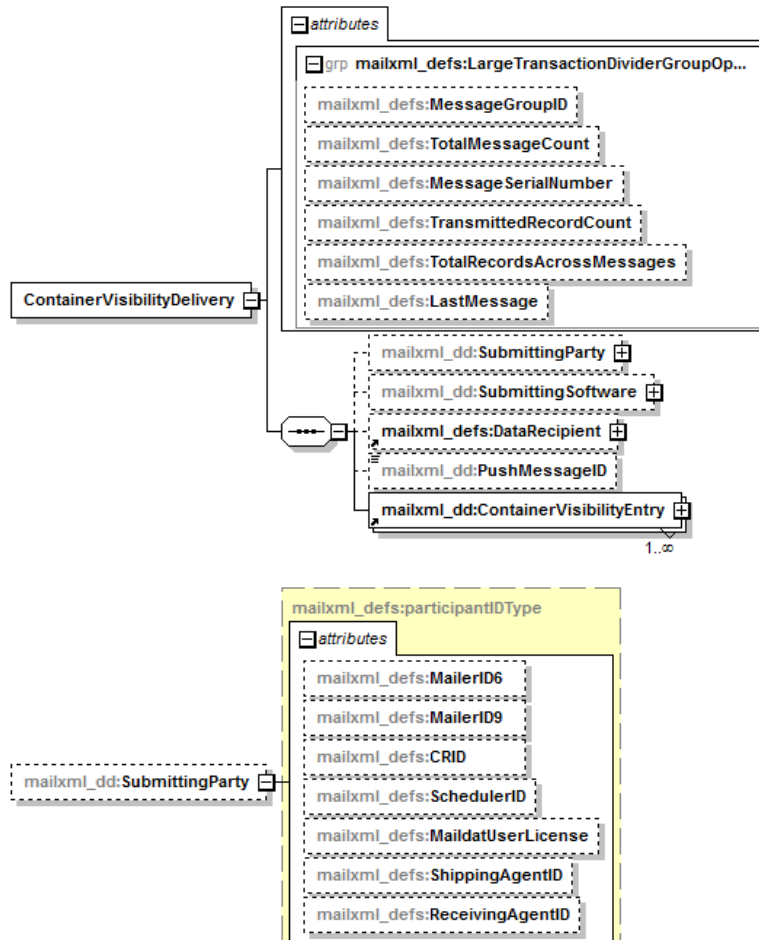 attributes
grp mailxml_defs:LargeTransactionDividerGroupOp...
mailxml_defs:MessageGroupID
mailxml_defs:TotalMessageCount
mailxml_defs:MessageSerialNumber
mailxml_defs:TransmittedRecordCount
mailxml_defs:TotalRecordsAcrossMessages
mailxml_defs:LastMessage
ContainerVisibilityDelivery
mailxml_dd:SubmittingParty
mailxml_dd:SubmittingSoftware
mailxml_defs:DataRecipient
mailxml_dd:PushMessageID
mailxml_dd:ContainerVisibilityEntry
1..∞
mailxml_defs:participantIDType
attributes
mailxml_defs:MailerID6
mailxml_defs:MailerID9
mailxml_defs:CRID
mailxml_defs:SchedulerID
mailxml_defs:MaildatUserLicense
mailxml_defs:ShippingAgentID
mailxml_defs:ReceivingAgentID
mailxml_dd:SubmittingParty